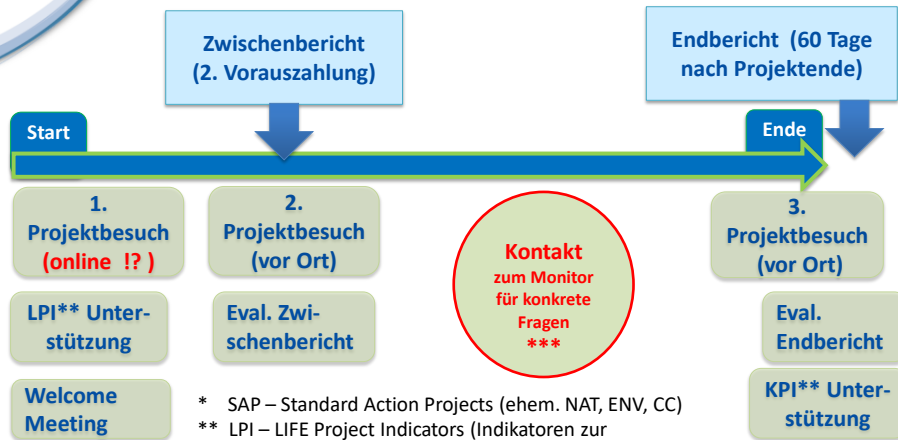 Zwischenbericht
(2. Vorauszahlung)
Endbericht (60 Tage
nach Projektende)
Start
Ende
1.
Projektbesuch
(online !? )
2.
Projektbesuch
(vor Ort)
Kontakt
zum Monitor
für konkrete
Fragen
***
3.
Projektbesuch
(vor Ort)
LPI** Unter-
stützung
Eval. Zwi-
schenbericht
Eval.
Endbericht
Welcome
Meeting
KPI** Unter-
stützung
* SAP – Standard Action Projects (ehem. NAT, ENV, CC)
** LPI – LIFE Project Indicators (Indikatoren zur